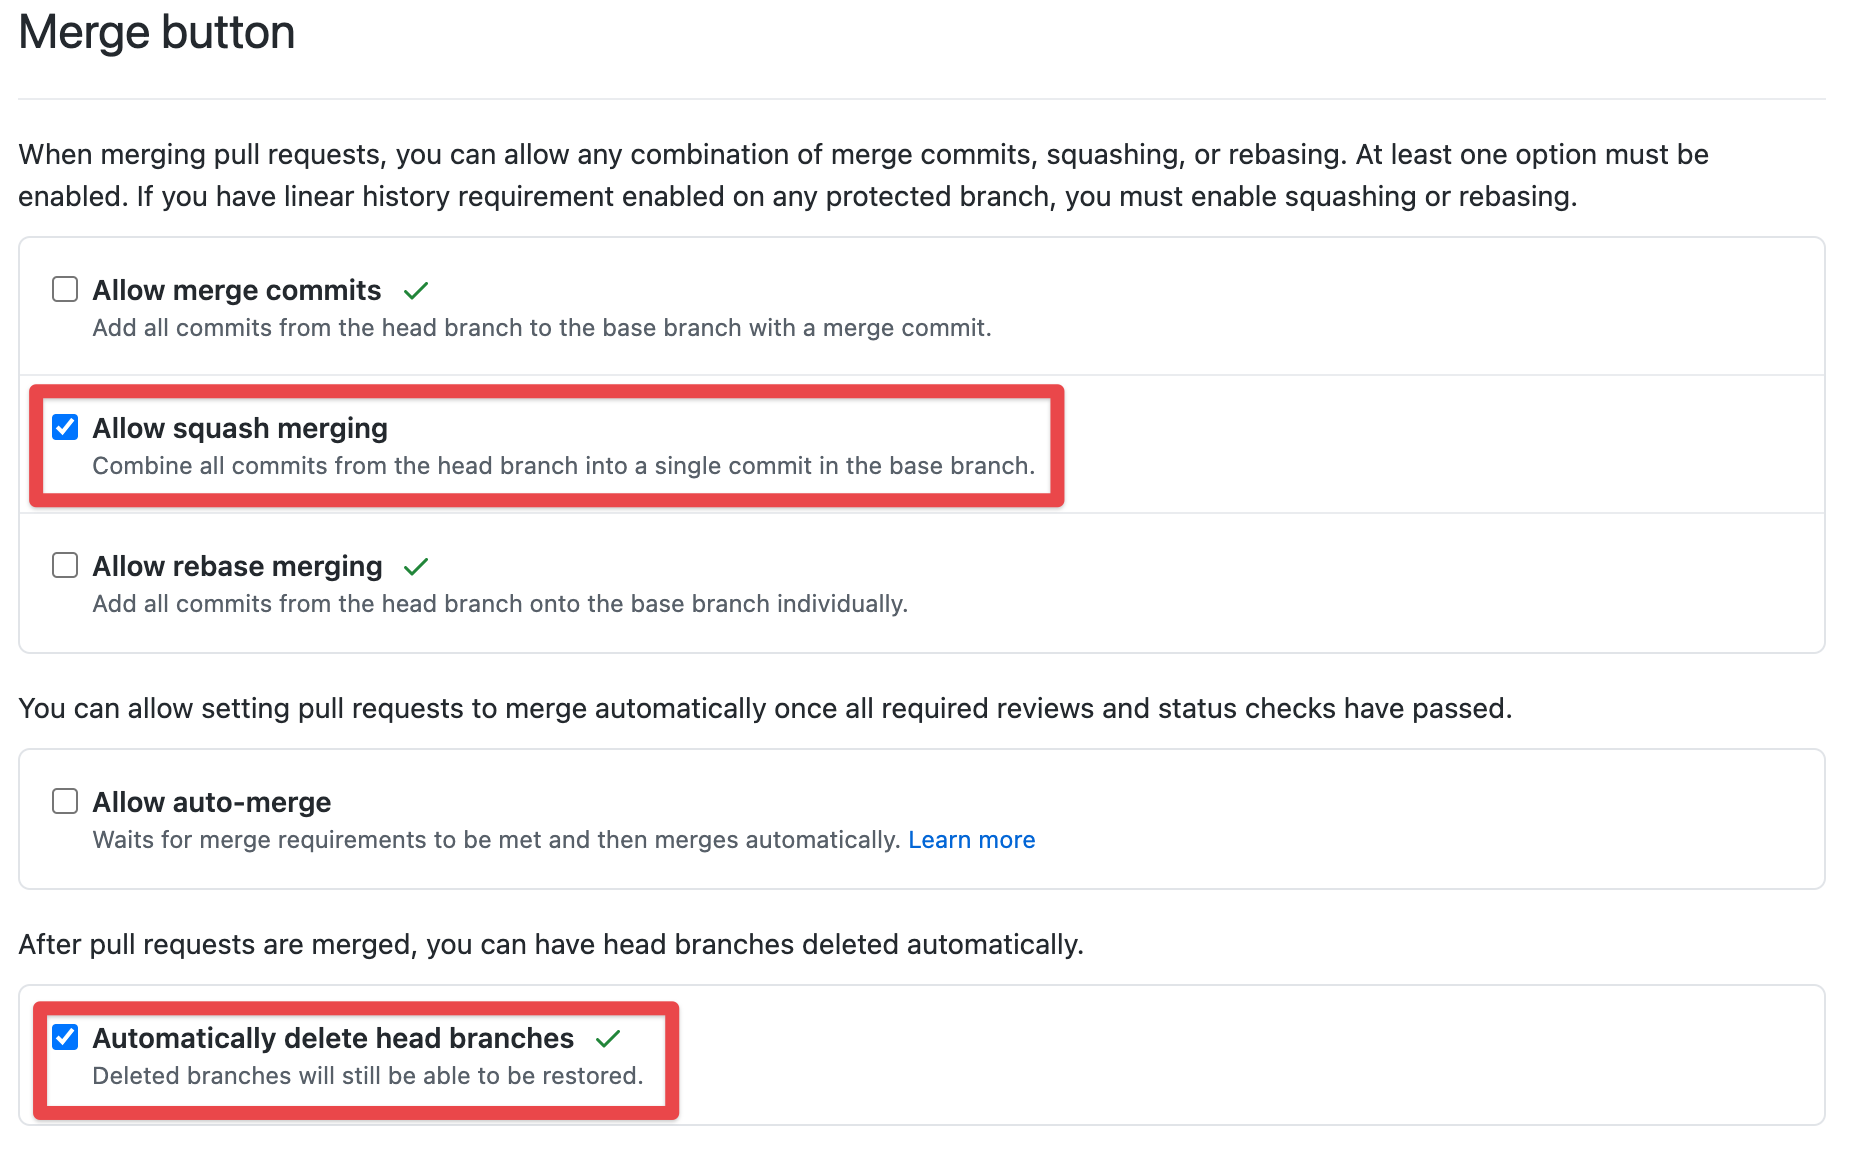 Merge button
When merging pull requests, you can allow any combination of merge commits, squashing, or rebasing. At least one option must be
enabled. If you have linear history requirement enabled on any protected branch, you must enable squashing or rebasing.
Allow merge commits
Add all commits from the head branch to the base branch with a merge commit.
Allow squash merging
Combine all commits from the head branch into a single commit in the base branch.
Allow rebase merging
Add all commits from the head branch onto the base branch individually.
You can allow setting pull requests to merge automatically once all required reviews and status checks have passed.
Allow auto-merge
Waits for merge requirements to be met and then merges automatically. Learn more
After pull requests are merged, you can have head branches deleted automatically.
Automatically delete head branches
Deleted branches will still be able to be restored.